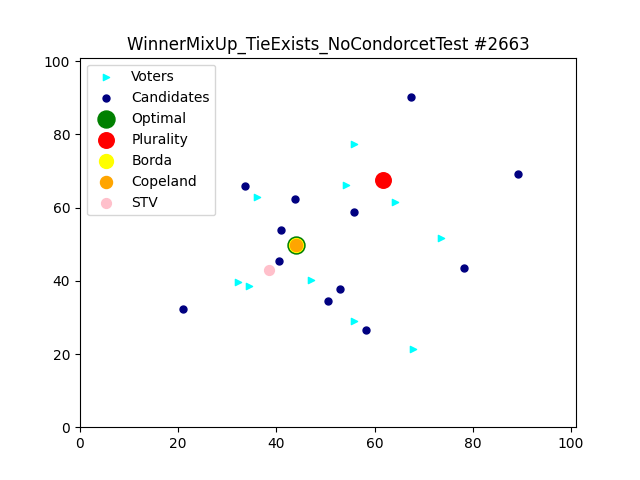 WinnerMixUp_TieExists_NoCondorcetTest #2663
Voters
Candidates
Optimal
Plurality
Borda
Copeland
STV
100
80
60
40
20
0
0 20 40 60 80 100